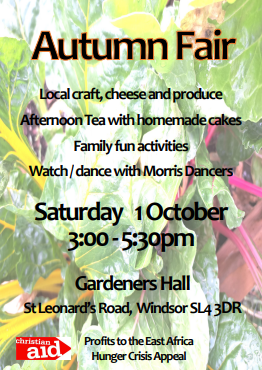 Autumn Fair
Local craft, cheese and produce
Afternoon Tea with homemade cakes
Family fun activities
Watch / dance with Morris Dancers
Saturday 1 October
3:00 - 5:30pm
Gardeners Hall
St Leonard's Road, Windsor SL4 3DR
christian
aid
Profits to the East Africa
Hunger Crisis Appeal